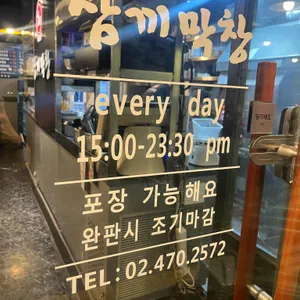 삼끼막창
every day
15:00-23:30 pm
포장 가능해요
완판시 조기마감
TEL : 02.470.2572